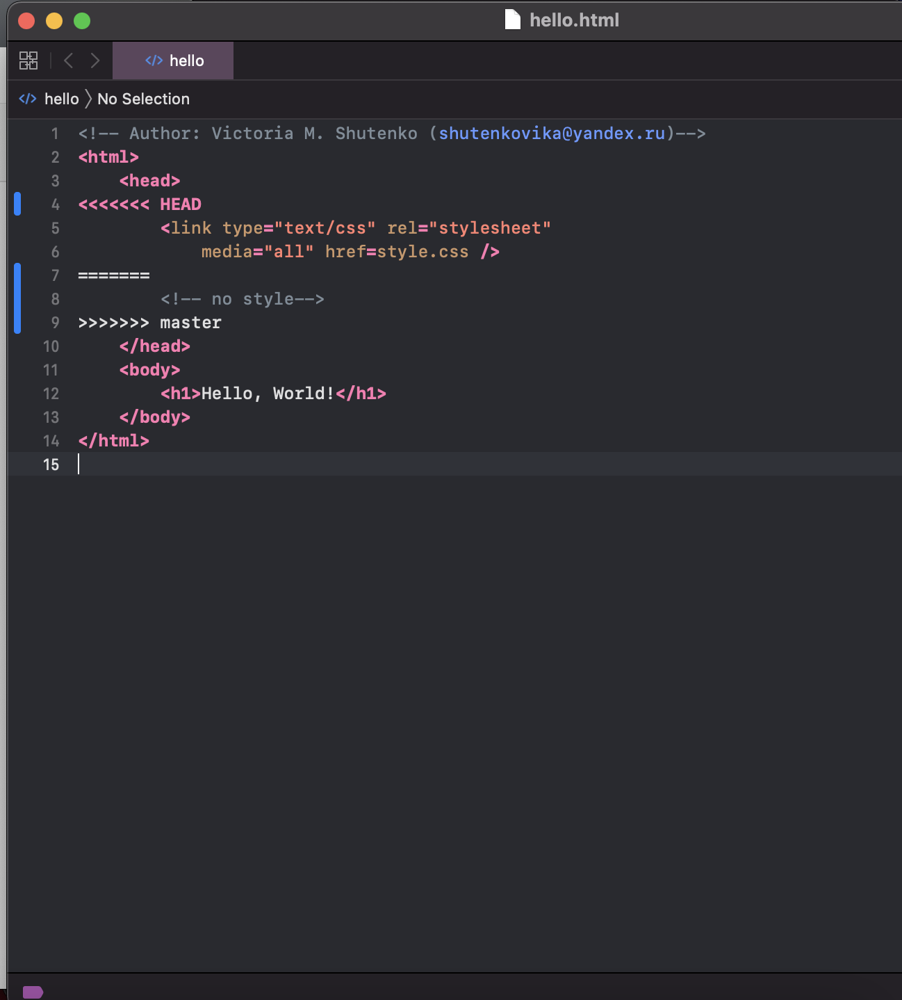 hello.html
</> hello
</> hello 〉 No Selection
1 <!-- Author: Victoria M. Shutenko (shutenkovika@yandex.ru)-->
2 <html>
3     <head>
4 <<<<<<< HEAD
5         <link type="text/css" rel="stylesheet"
6             media="all" href=style.css />
7 =======
8         <!-- no style-->
9 >>>>>>> master
10     </head>
11     <body>
12         <h1>Hello, World!</h1>
13     </body>
14 </html>
15